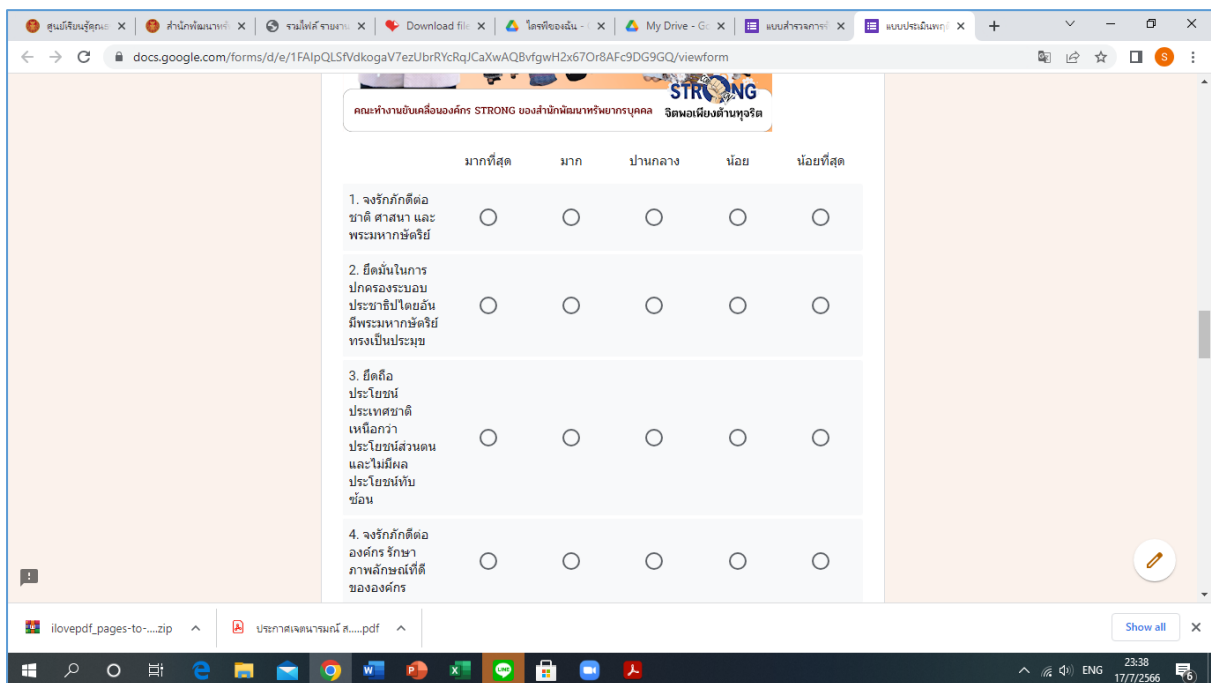 ศูนย์เรียนรู้คุณธ
สำนักพัฒนาทรั
รวมไฟล์ รายงาน
Download file
ไดรฟ์ของฉัน - G
My Drive - Go
แบบสำรวจการรั
แบบประเมินพฤติ
docs.google.com/forms/d/e/1FAIpQLSfVdkogaV7ezUbrRYcRqJCaXwAQBvfgwH2x67Or8AFc9DG9GQ/viewform
S
STRONG
คณะทำงานขับเคลื่อนองค์กร STRONG ของสำนักพัฒนาทรัพยากรบุคคล จิตพอเพียงต้านทุจริต
มากที่สุด มาก ปานกลาง น้อย น้อยที่สุด
1. จงรักภักดีต่อ
ชาติ ศาสนา และ
พระมหากษัตริย์
2. ยึดมั่นในการ
ปกครองระบอบ
ประชาธิปไตยอัน
มีพระมหากษัตริย์
ทรงเป็นประมุข
3. ยึดถือ
ประโยชน์
ประเทศชาติ
เหนือกว่า
ประโยชน์ส่วนตน
และไม่มีผล
ประโยชน์ทับ
ซ้อน
4. จงรักภักดีต่อ
องค์กร รักษา
ภาพลักษณ์ที่ดี
ขององค์กร
ilovepdf_pages-to-....zip
ประกาศเจตนารมณ์ ส.....pdf
Show all
ENG
23:38
17/7/2566
6